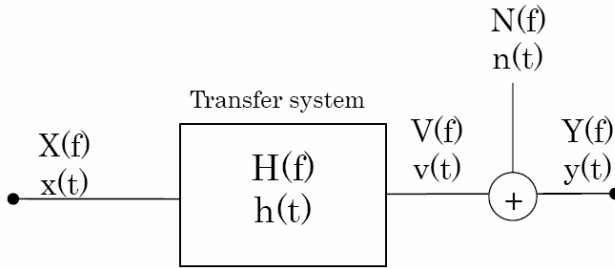 N(f)
n(t)
Transfer system
X(f)
x(t)
H(f)
h(t)
V(f)
v(t)
Y(f)
y(t)
+